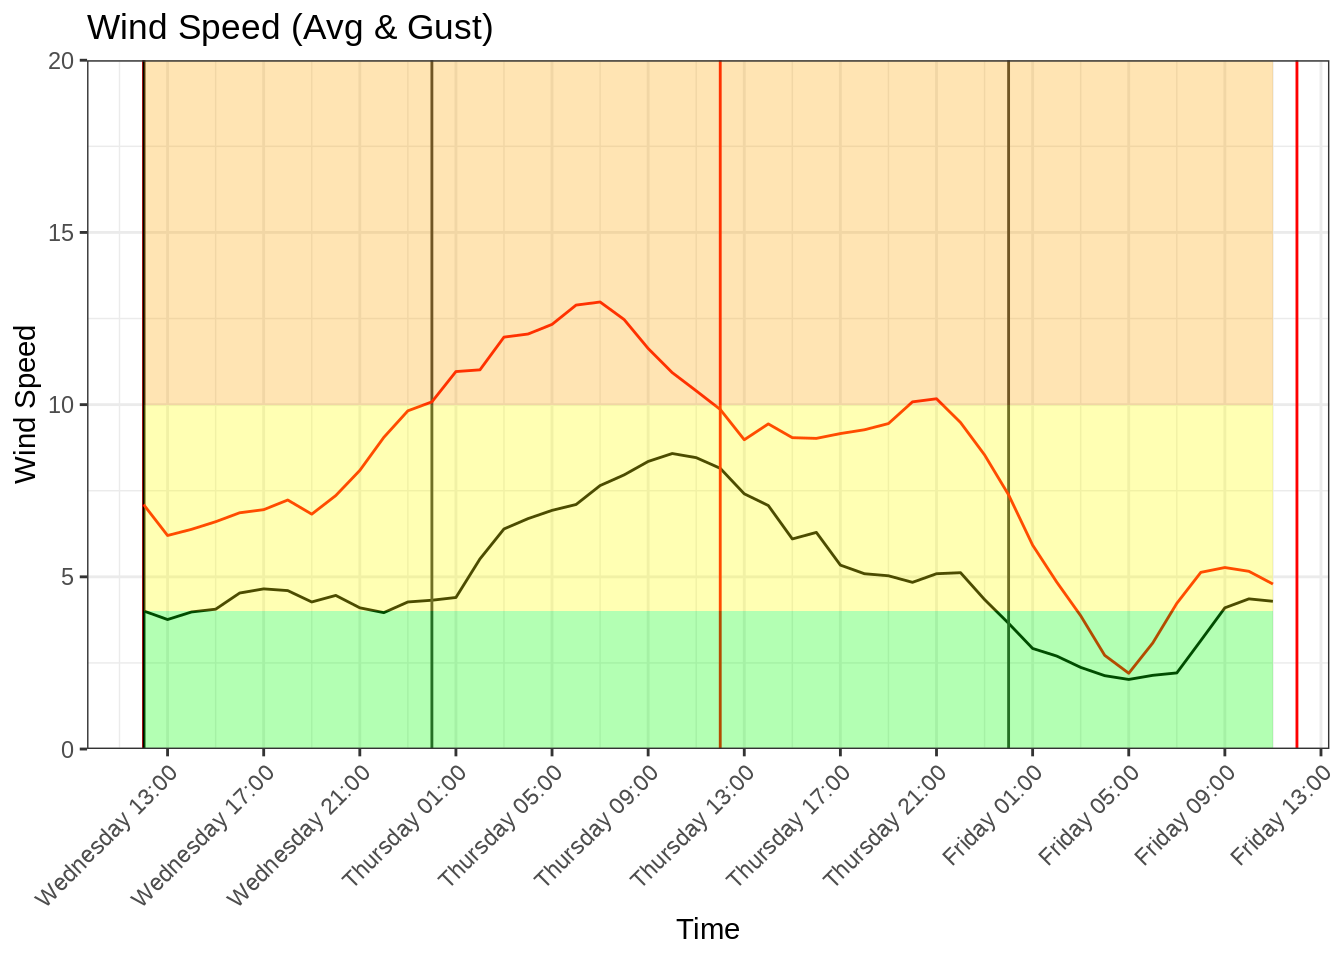 Wind Speed (Avg & Gust)
20
15
10
5
0
Wind Speed
Wednesday 13:00
Wednesday 17:00
Wednesday 21:00
Thursday 01:00
Thursday 05:00
Thursday 09:00
Thursday 13:00
Thursday 17:00
Thursday 21:00
Friday 01:00
Friday 05:00
Friday 09:00
Friday 13:00
Time